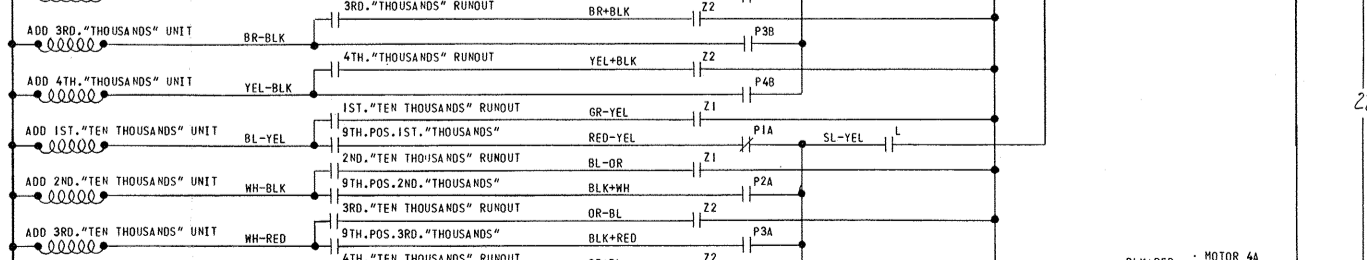 3RD."THOUSANDS" RUNOUT BR+BLK Z2
ADD 3RD."THOUSANDS" UNIT BR-BLK P3B
4TH."THOUSANDS" RUNOUT YEL+BLK Z2
ADD 4TH."THOUSANDS" UNIT YEL-BLK P4B
1ST."TEN THOUSANDS" RUNOUT GR-YEL Z1
ADD 1ST."TEN THOUSANDS" UNIT BL-YEL 9TH.POS.1ST."THOUSANDS" RED-YEL P1A SL-YEL L
2ND."TEN THOUSANDS" RUNOUT BL-OR Z1
ADD 2ND."TEN THOUSANDS" UNIT WH-BLK 9TH.POS.2ND."THOUSANDS" BLK+WH P2A
3RD."TEN THOUSANDS" RUNOUT OR-BL Z2
ADD 3RD."TEN THOUSANDS" UNIT WH-RED 9TH.POS.3RD."THOUSANDS" BLK+RED P3A
4TH."TEN THOUSANDS" RUNOUT Z2
MOTOR 4A